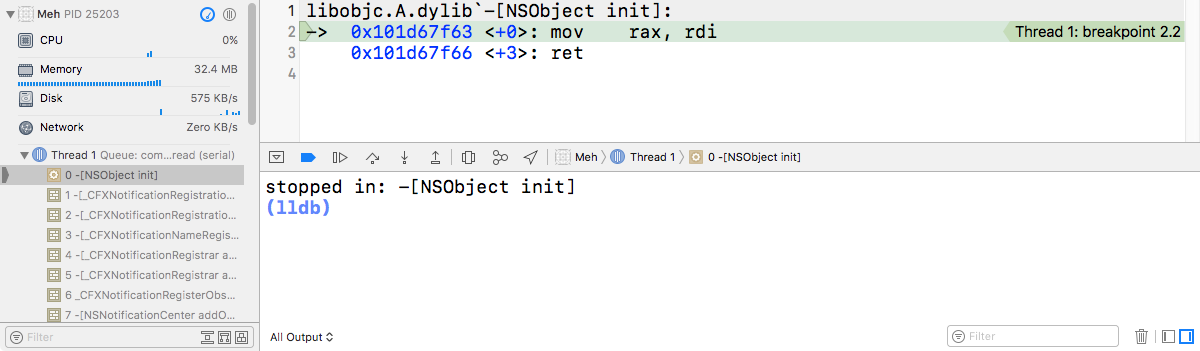 Meh PID 25203
CPU 0%
Memory 32.4 MB
Disk 575 KB/s
Network Zero KB/s
Thread 1 Queue: com...read (serial)
0 -[NSObject init]
1 -[_CFXNotificationRegistratio...
2 -[_CFXNotificationRegistratio...
3 -[_CFXNotificationNameRegis...
4 -[_CFXNotificationRegistrar a...
5 -[_CFXNotificationRegistrar a...
6 _CFXNotificationRegisterObs...
7 -[NSNotificationCenter addO...
Filter
1 libobjc.A.dylib`-[NSObject init]:
2 -> 0x101d67f63 <+0>: mov rax, rdi Thread 1: breakpoint 2.2
3 0x101d67f66 <+3>: ret
4
Meh Thread 1 0 -[NSObject init]
stopped in: -[NSObject init]
(lldb)
All Output Filter